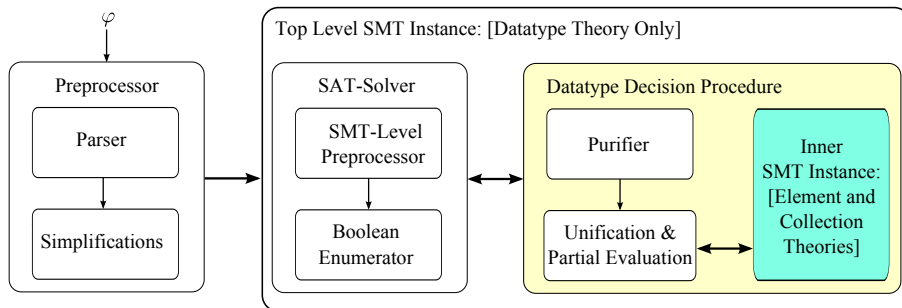 φ
Top Level SMT Instance: [Datatype Theory Only]
Preprocessor
Parser
Simplifications
SAT-Solver
SMT-Level
Preprocessor
Boolean
Enumerator
Datatype Decision Procedure
Purifier
Unification &
Partial Evaluation
Inner
SMT Instance:
[Element and
Collection
Theories]